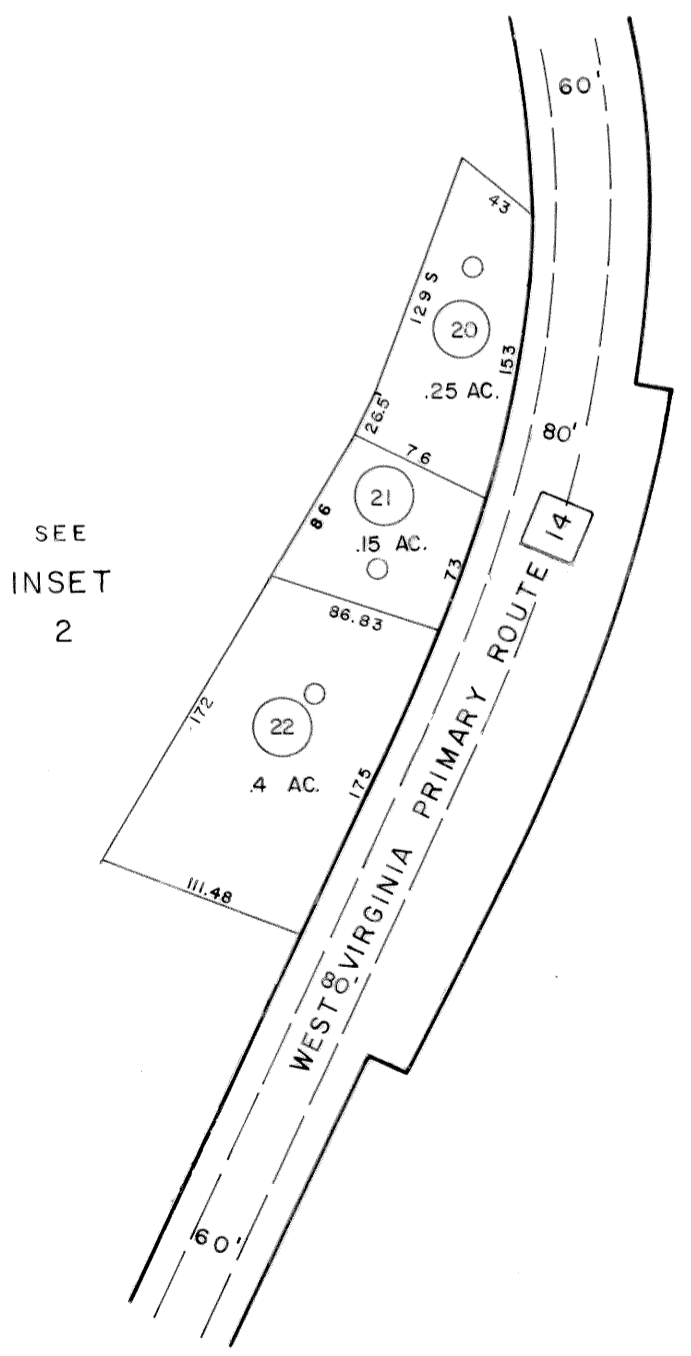 60'
43
129 S
20
153
.25 AC.
26.5'
76
80'
21
86
.15 AC.
73
14
SEE
INSET
2
86.83
172
22
175
.4 AC.
111.48
WEST VIRGINIA PRIMARY ROUTE
80
60'